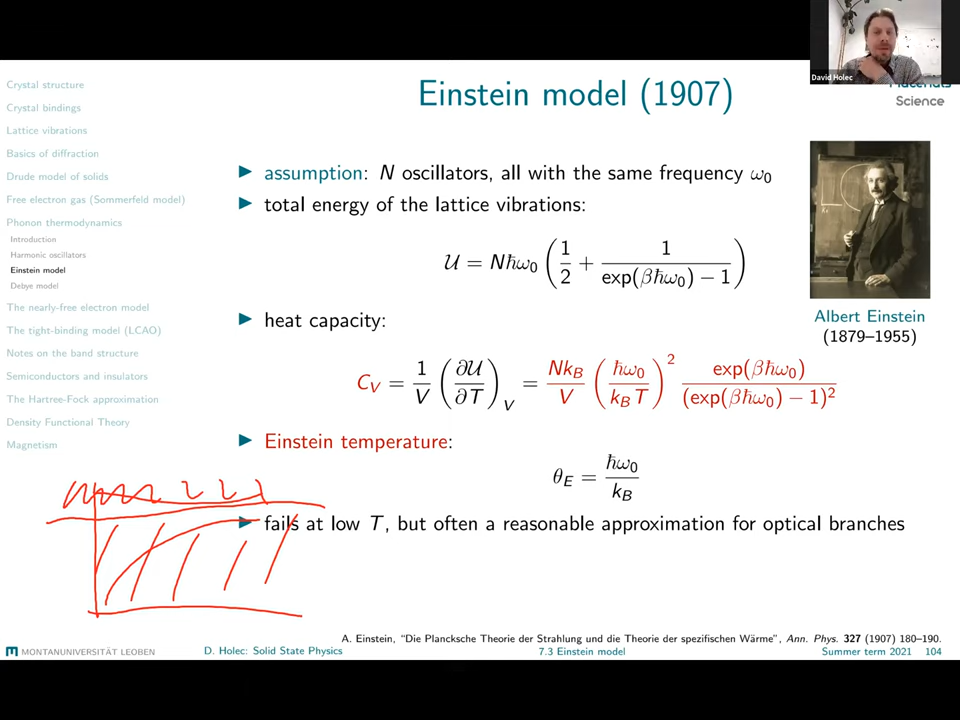 David Holec
Materials
Science
Crystal structure
Crystal bindings
Lattice vibrations
Basics of diffraction
Drude model of solids
Free electron gas (Sommerfeld model)
Phonon thermodynamics
Introduction
Harmonic oscillators
Einstein model
Debye model
The nearly-free electron model
The tight-binding model (LCAO)
Notes on the band structure
Semiconductors and insulators
The Hartree-Fock approximation
Density Functional Theory
Magnetism
Einstein model (1907)
▶ assumption: N oscillators, all with the same frequency ω₀
▶ total energy of the lattice vibrations:
𝒰 = Nħω₀ (1/2 + 1/(exp(βħω₀) − 1))
▶ heat capacity:
C_V = 1/V (∂𝒰/∂T)_V = Nk_B/V (ħω₀/k_BT)² exp(βħω₀)/(exp(βħω₀) − 1)²
▶ Einstein temperature:
θ_E = ħω₀/k_B
▶ fails at low T, but often a reasonable approximation for optical branches
Albert Einstein
(1879–1955)
A. Einstein, “Die Plancksche Theorie der Strahlung und die Theorie der spezifischen Wärme”, Ann. Phys. 327 (1907) 180–190.
MONTANUNIVERSITÄT LEOBEN
D. Holec: Solid State Physics
7.3 Einstein model
Summer term 2021 104